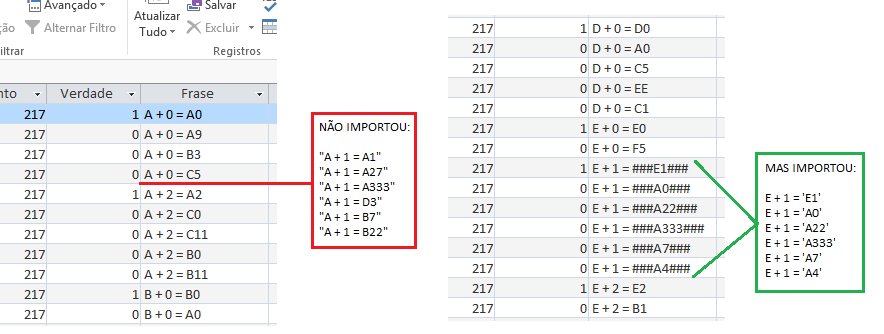 Avançado
Alternar Filtro
ção
iltrar
Atualizar
Tudo
Salvar
Excluir
Registros
nto Verdade Frase
217 1 A + 0 = A0
217 0 A + 0 = A9
217 0 A + 0 = B3
217 0 A + 0 = C5
217 1 A + 2 = A2
217 0 A + 2 = C0
217 0 A + 2 = C11
217 0 A + 2 = B0
217 0 A + 2 = B11
217 1 B + 0 = B0
217 0 B + 0 = A0
NÃO IMPORTOU:
"A + 1 = A1"
"A + 1 = A27"
"A + 1 = A333"
"A + 1 = D3"
"A + 1 = B7"
"A + 1 = B22"
217 1 D + 0 = D0
217 0 D + 0 = A0
217 0 D + 0 = C5
217 0 D + 0 = EE
217 0 D + 0 = C1
217 1 E + 0 = E0
217 0 E + 0 = F5
217 1 E + 1 = ###E1###
217 0 E + 1 = ###A0###
217 0 E + 1 = ###A22###
217 0 E + 1 = ###A333###
217 0 E + 1 = ###A7###
217 0 E + 1 = ###A4###
217 1 E + 2 = E2
217 0 E + 2 = B1
MAS IMPORTOU:
E + 1 = 'E1'
E + 1 = 'A0'
E + 1 = 'A22'
E + 1 = 'A333'
E + 1 = 'A7'
E + 1 = 'A4'